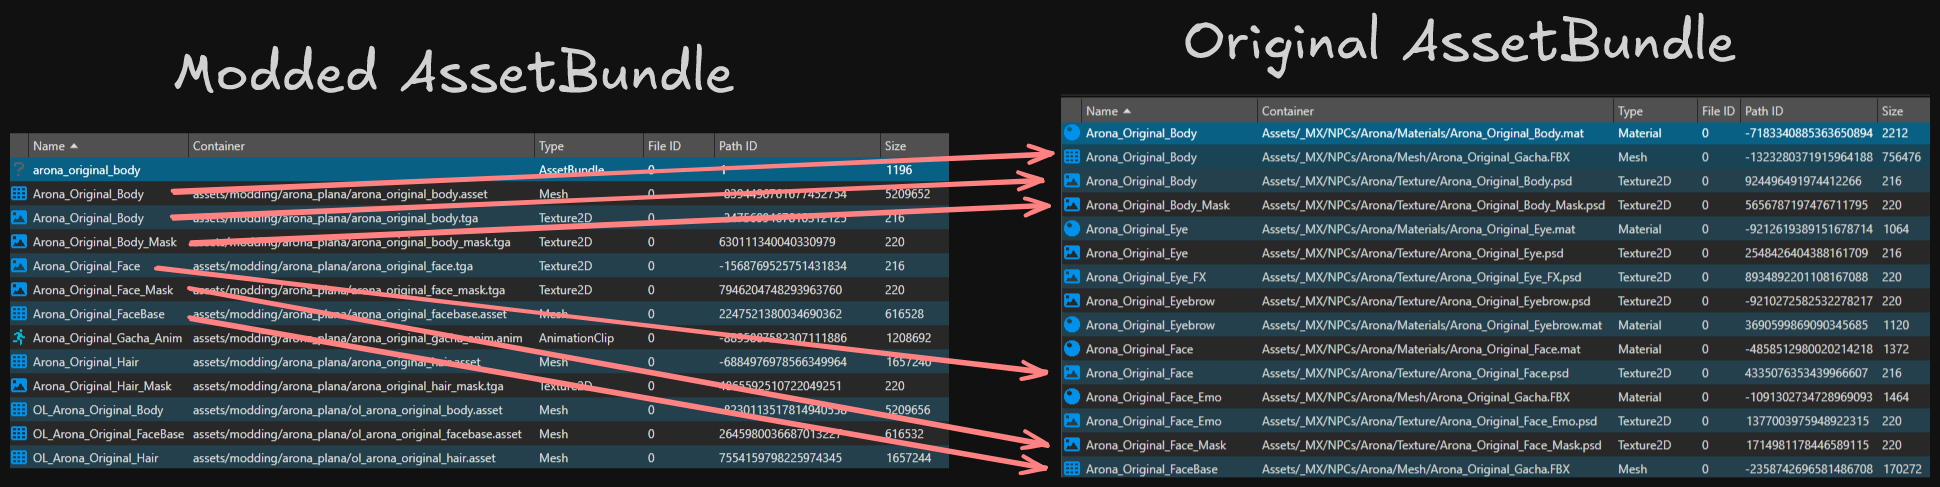 Modded AssetBundle
Name Container Type File ID Path ID Size
arona_original_body AssetBundle 0 1 1196
Arona_Original_Body assets/modding/arona_plana/arona_original_body.asset Mesh 0 5209652
Arona_Original_Body assets/modding/arona_plana/arona_original_body.tga Texture2D 0 216
Arona_Original_Body_Mask assets/modding/arona_plana/arona_original_body_mask.tga Texture2D 0 630111340040330979 220
Arona_Original_Face assets/modding/arona_plana/arona_original_face.tga Texture2D 0 -1568769525751431834 216
Arona_Original_Face_Mask assets/modding/arona_plana/arona_original_face_mask.tga Texture2D 0 7946204748293963760 220
Arona_Original_FaceBase assets/modding/arona_plana/arona_original_facebase.asset Mesh 0 2247521380034690362 616528
Arona_Original_Gacha_Anim assets/modding/arona_plana/arona_original_gacha_anim.anim AnimationClip 0 1208692
Arona_Original_Hair assets/modding/arona_plana/arona_original_hair.asset Mesh 0 -6884976978566349964 1657240
Arona_Original_Hair_Mask assets/modding/arona_plana/arona_original_hair_mask.tga Texture2D 0 220
OL_Arona_Original_Body assets/modding/arona_plana/ol_arona_original_body.asset Mesh 0 5209656
OL_Arona_Original_FaceBase assets/modding/arona_plana/ol_arona_original_facebase.asset Mesh 0 616532
OL_Arona_Original_Hair assets/modding/arona_plana/ol_arona_original_hair.asset Mesh 0 7554159798225974345 1657244
Original AssetBundle
Name Container Type File ID Path ID Size
Arona_Original_Body Assets/_MX/NPCs/Arona/Materials/Arona_Original_Body.mat Material 0 -7183340885363650894 2212
Arona_Original_Body Assets/_MX/NPCs/Arona/Mesh/Arona_Original_Gacha.FBX Mesh 0 -1323280371915964188 756476
Arona_Original_Body Assets/_MX/NPCs/Arona/Texture/Arona_Original_Body.psd Texture2D 0 924496491974412266 216
Arona_Original_Body_Mask Assets/_MX/NPCs/Arona/Texture/Arona_Original_Body_Mask.psd Texture2D 0 5656787197476711795 220
Arona_Original_Eye Assets/_MX/NPCs/Arona/Materials/Arona_Original_Eye.mat Material 0 -9212619389151678714 1064
Arona_Original_Eye Assets/_MX/NPCs/Arona/Texture/Arona_Original_Eye.psd Texture2D 0 2548426404388161709 216
Arona_Original_Eye_FX Assets/_MX/NPCs/Arona/Texture/Arona_Original_Eye_FX.psd Texture2D 0 8934892201108167088 220
Arona_Original_Eyebrow Assets/_MX/NPCs/Arona/Texture/Arona_Original_Eyebrow.psd Texture2D 0 -9210272582532278217 220
Arona_Original_Eyebrow Assets/_MX/NPCs/Arona/Materials/Arona_Original_Eyebrow.mat Material 0 3690599869090345685 1120
Arona_Original_Face Assets/_MX/NPCs/Arona/Materials/Arona_Original_Face.mat Material 0 -4858512980020214218 1372
Arona_Original_Face Assets/_MX/NPCs/Arona/Texture/Arona_Original_Face.psd Texture2D 0 4335076353439966607 216
Arona_Original_Face_Emo Assets/_MX/NPCs/Arona/Mesh/Arona_Original_Gacha.FBX Material 0 -1091302734728969093 1464
Arona_Original_Face_Emo Assets/_MX/NPCs/Arona/Texture/Arona_Original_Face_Emo.psd Texture2D 0 1377003975948922315 220
Arona_Original_Face_Mask Assets/_MX/NPCs/Arona/Texture/Arona_Original_Face_Mask.psd Texture2D 0 1714981178446589115 220
Arona_Original_FaceBase Assets/_MX/NPCs/Arona/Mesh/Arona_Original_Gacha.FBX Mesh 0 -2358742696581486708 170272